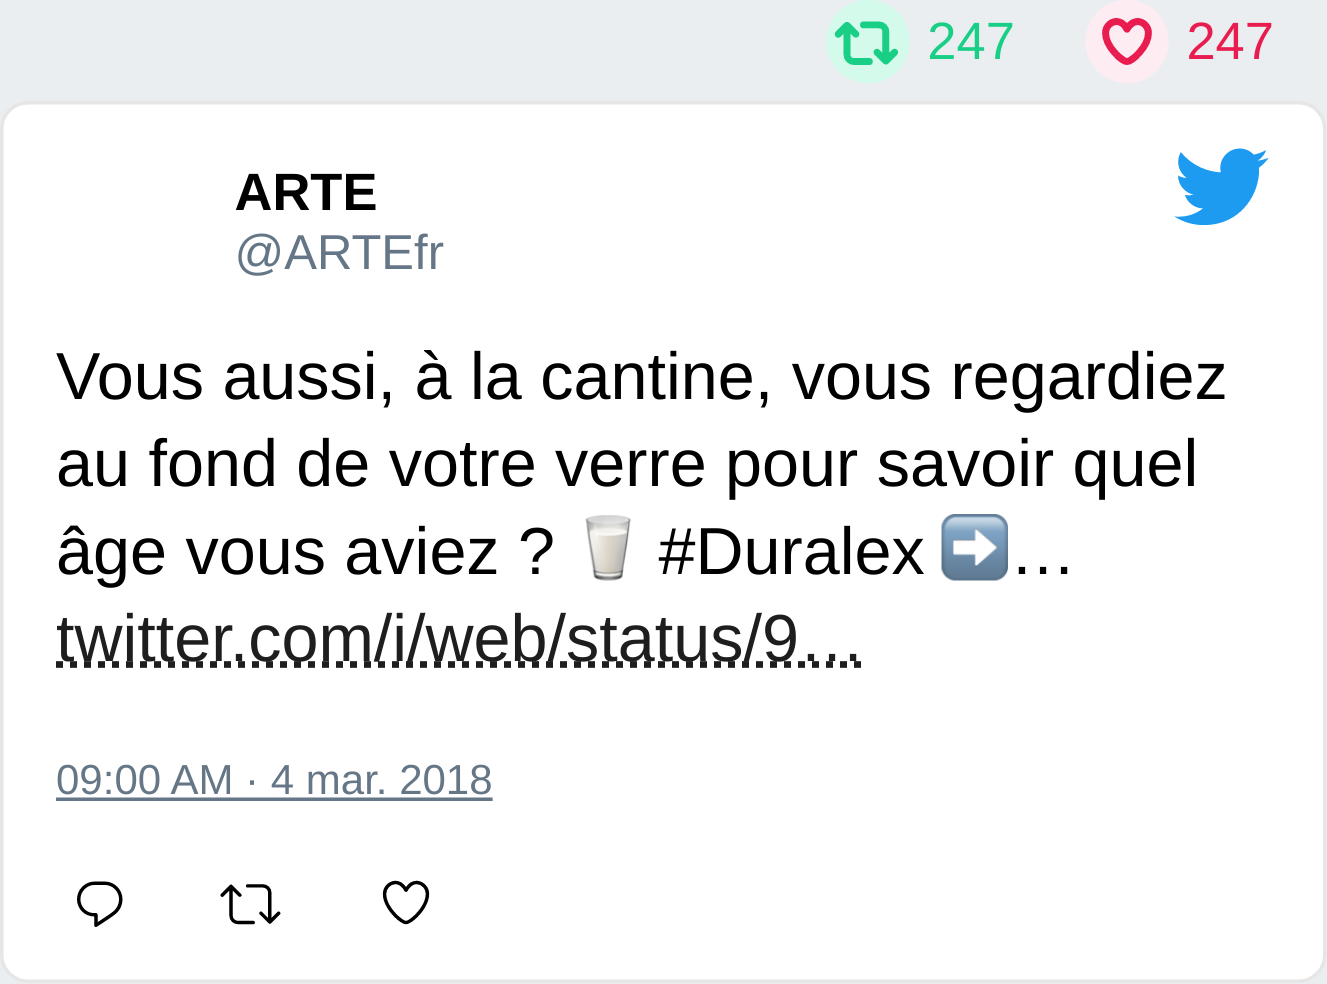 247 247
ARTE
@ARTEfr
Vous aussi, à la cantine, vous regardiez
au fond de votre verre pour savoir quel
âge vous aviez ? 🥛 #Duralex ➡️…
twitter.com/i/web/status/9…
09:00 AM · 4 mar. 2018